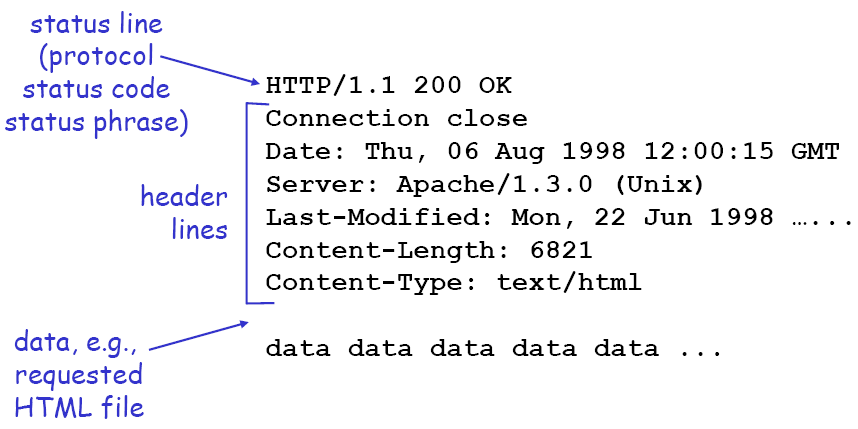 status line
(protocol
status code
status phrase)
HTTP/1.1 200 OK
Connection close
Date: Thu, 06 Aug 1998 12:00:15 GMT
Server: Apache/1.3.0 (Unix)
Last-Modified: Mon, 22 Jun 1998 …...
Content-Length: 6821
Content-Type: text/html
header
lines
data data data data data ...
data, e.g.,
requested
HTML file